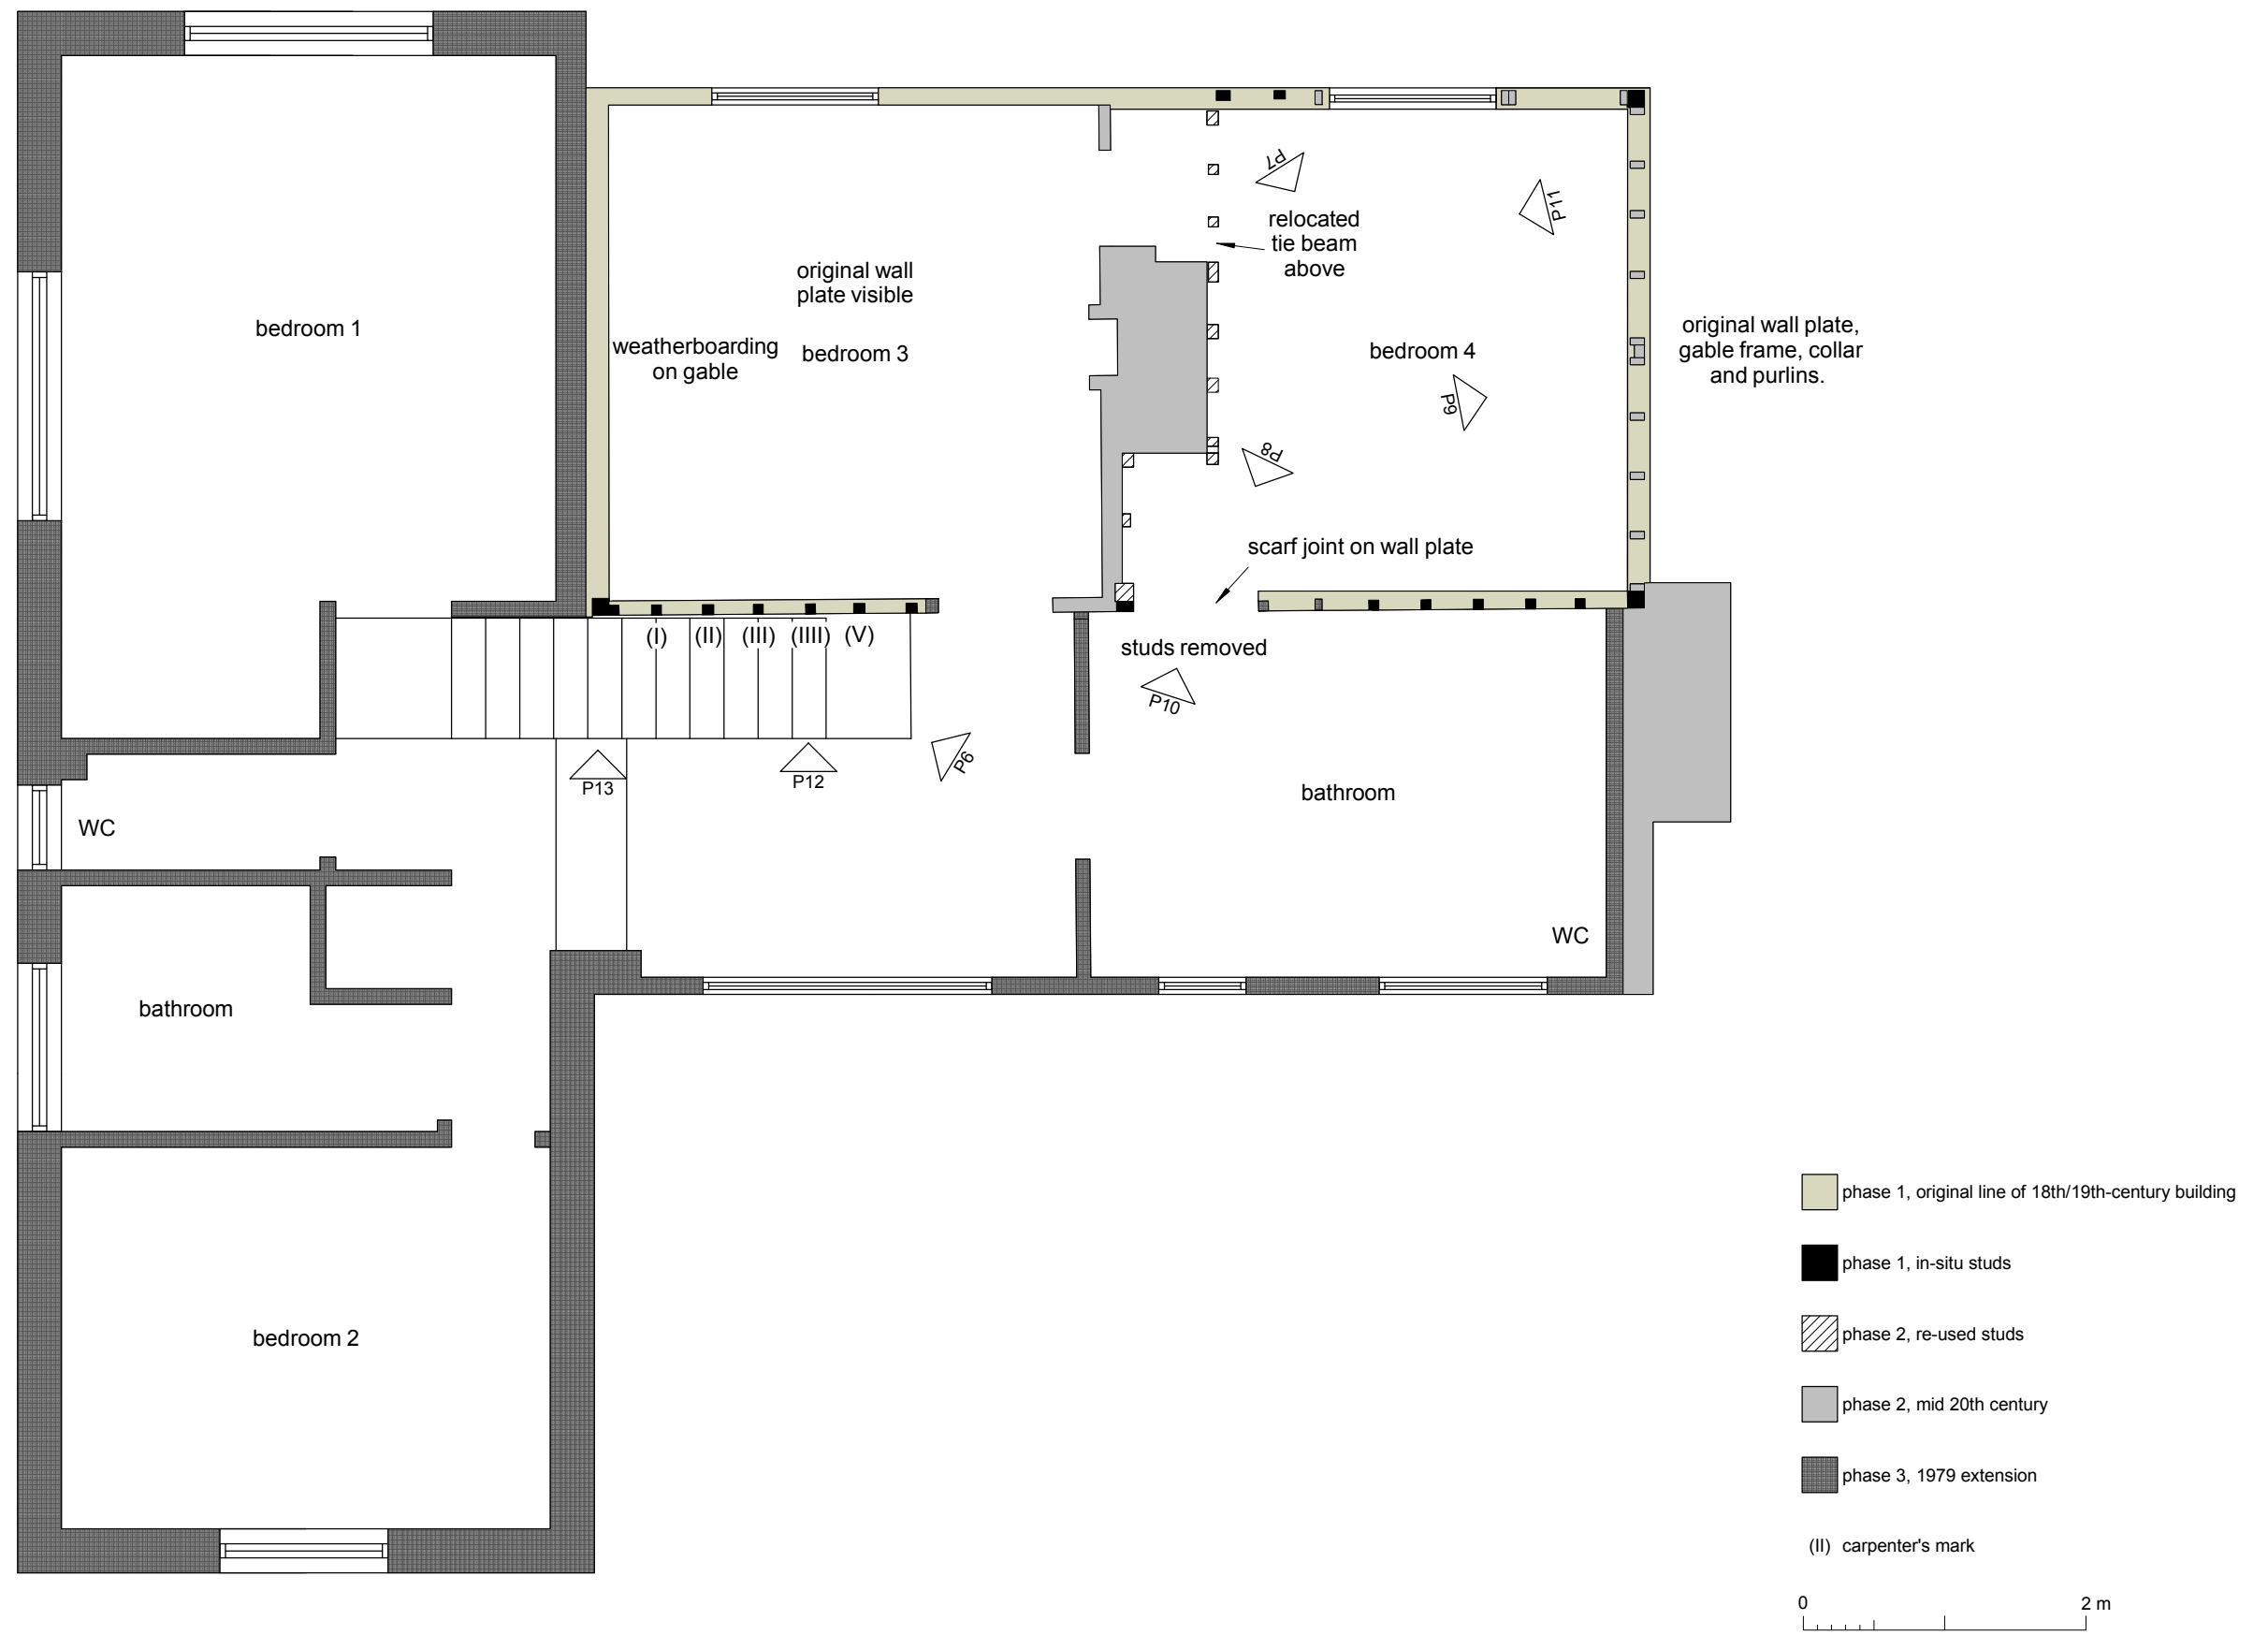 P7
P11
relocated
tie beam
above
original wall
plate visible
bedroom 1
weatherboarding
on gable
bedroom 3
bedroom 4
original wall plate,
gable frame, collar
and purlins.
P9
P8
scarf joint on wall plate
(I)
(II)
(III)
(IIII)
(V)
studs removed
P10
P6
P13
P12
bathroom
WC
WC
bathroom
bedroom 2
phase 1, original line of 18th/19th-century building
phase 1, in-situ studs
phase 2, re-used studs
phase 2, mid 20th century
phase 3, 1979 extension
(II) carpenter's mark
0 2 m